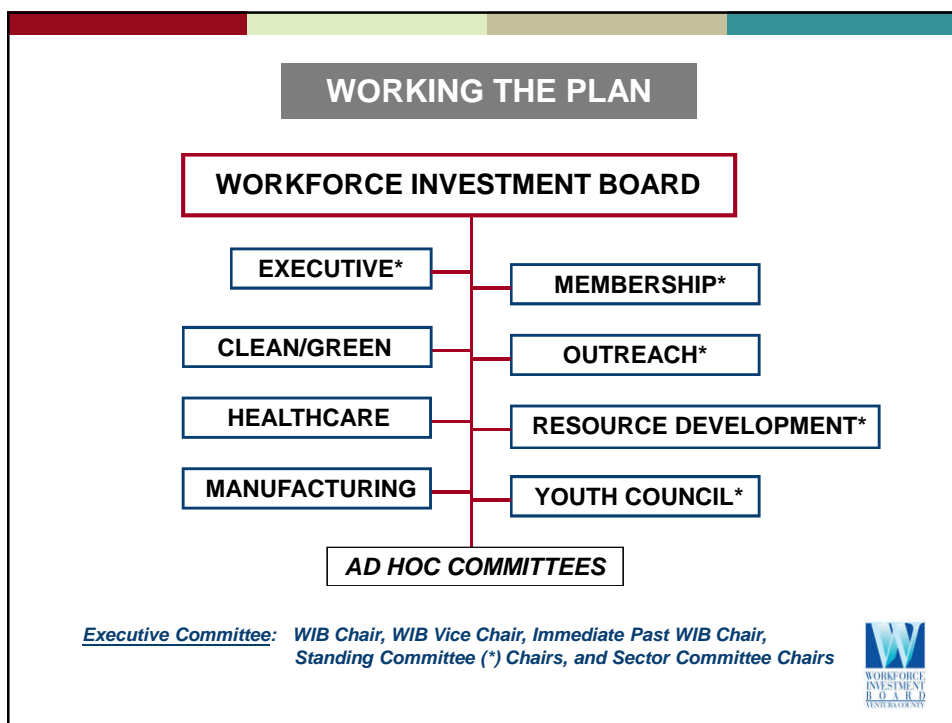 WORKING THE PLAN
WORKFORCE INVESTMENT BOARD
EXECUTIVE*
MEMBERSHIP*
CLEAN/GREEN
OUTREACH*
HEALTHCARE
RESOURCE DEVELOPMENT*
MANUFACTURING
YOUTH COUNCIL*
AD HOC COMMITTEES
Executive Committee: WIB Chair, WIB Vice Chair, Immediate Past WIB Chair,
Standing Committee (*) Chairs, and Sector Committee Chairs
W
WORKFORCE
INVESTMENT
BOARD
VENTURA COUNTY